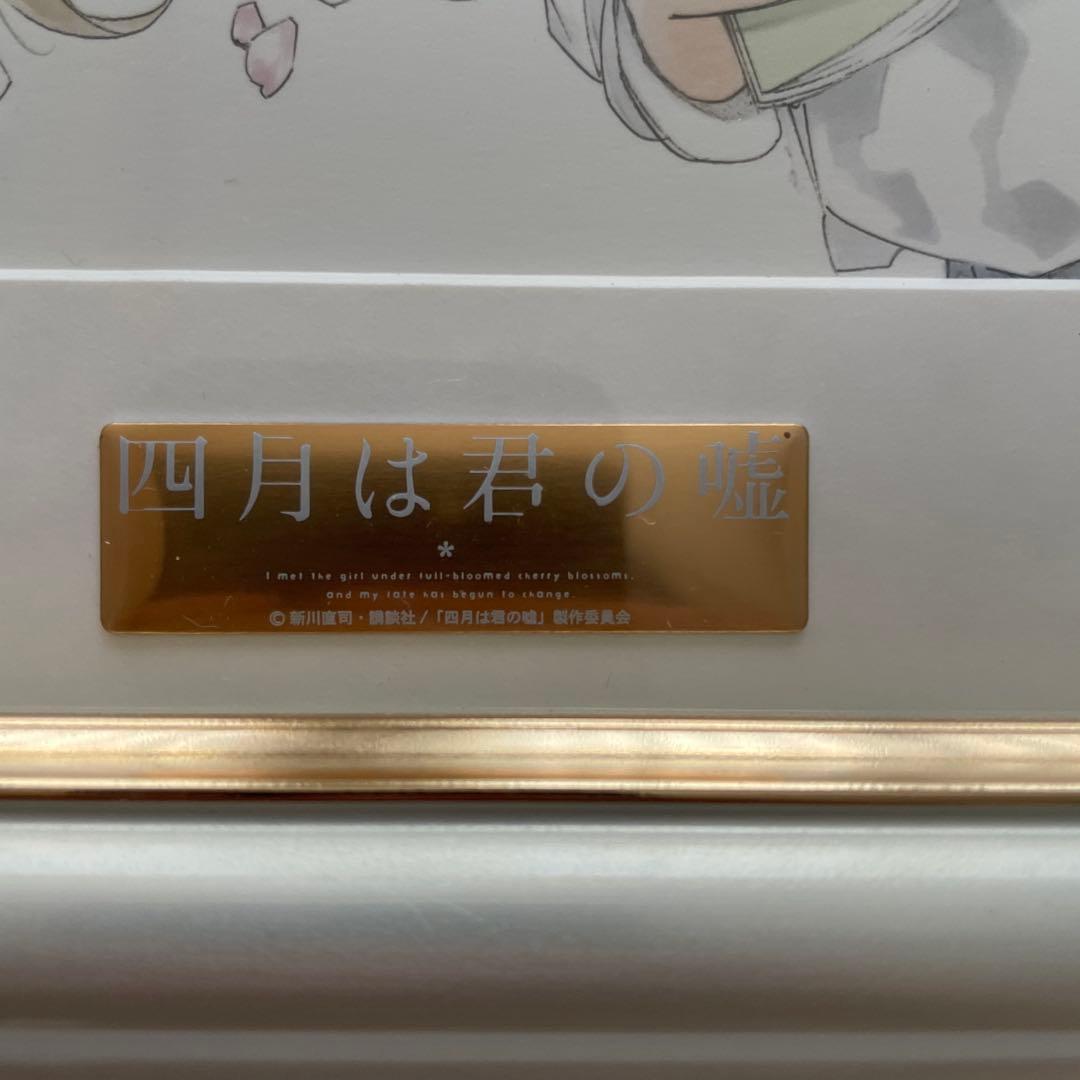 四月は君の嘘
*
I met the girl under full-bloomed cherry blossoms,
and my fate has begun to change.
© 新川直司・講談社/「四月は君の嘘」製作委員会